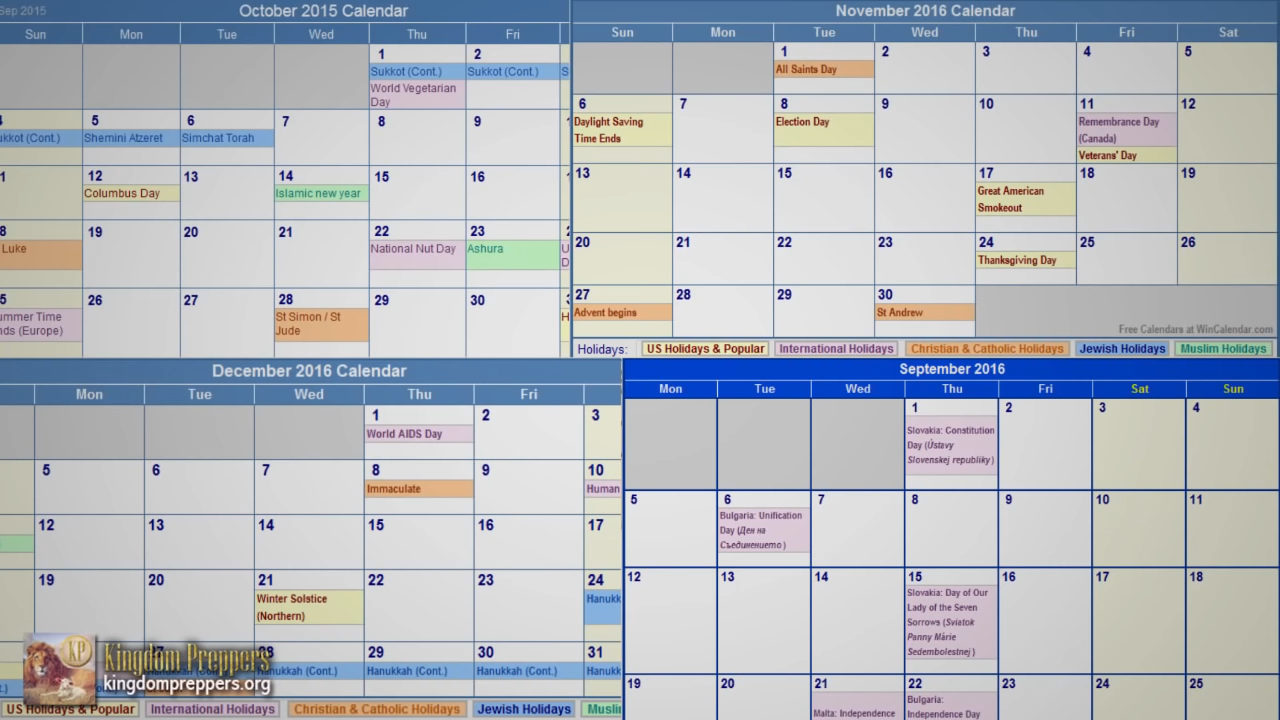 Sep 2015
October 2015 Calendar
Sun Mon Tue Wed Thu Fri
1 2
Sukkot (Cont.) Sukkot (Cont.)
World Vegetarian
Day
5 6 7 8 9
Shemini Atzeret Simchat Torah
12 13 14 15 16
Columbus Day Islamic new year
19 20 21 22 23
Luke National Nut Day Ashura
26 27 28 29 30
St Simon / St
Jude
(Europe)
November 2016 Calendar
Sun Mon Tue Wed Thu Fri Sat
1 2 3 4 5
All Saints Day
6 7 8 9 10 11 12
Daylight Saving Election Day Remembrance Day
Time Ends (Canada)
Veterans' Day
13 14 15 16 17 18 19
Great American
Smokeout
20 21 22 23 24 25 26
Thanksgiving Day
27 28 29 30
Advent begins St Andrew
Free Calendars at WinCalendar.com
Holidays: US Holidays & Popular International Holidays Christian & Catholic Holidays Jewish Holidays Muslim Holidays
December 2016 Calendar
Mon Tue Wed Thu Fri
1 2 3
World AIDS Day
5 6 7 8 9 10
Immaculate Human
12 13 14 15 16 17
19 20 21 22 23 24
Winter Solstice Hanukk
(Northern)
27 28 29 30 31
Hanukkah (Cont.) Hanukkah (Cont.) Hanukkah (Cont.) Hanukk
US Holidays & Popular International Holidays Christian & Catholic Holidays Jewish Holidays Musli
KP
Kingdom Preppers
kingdompreppers.org
September 2016
Mon Tue Wed Thu Fri Sat Sun
1 2 3 4
Slovakia: Constitution
Day (Ústavy
Slovenskej republiky)
5 6 7 8 9 10 11
Bulgaria: Unification
Day (Ден на
Съединението)
12 13 14 15 16 17 18
Slovakia: Day of Our
Lady of the Seven
Sorrows (Sviatok
Panny Márie
Sedembolestnej)
19 20 21 22 23 24 25
Malta: Independence Bulgaria:
Independence Day